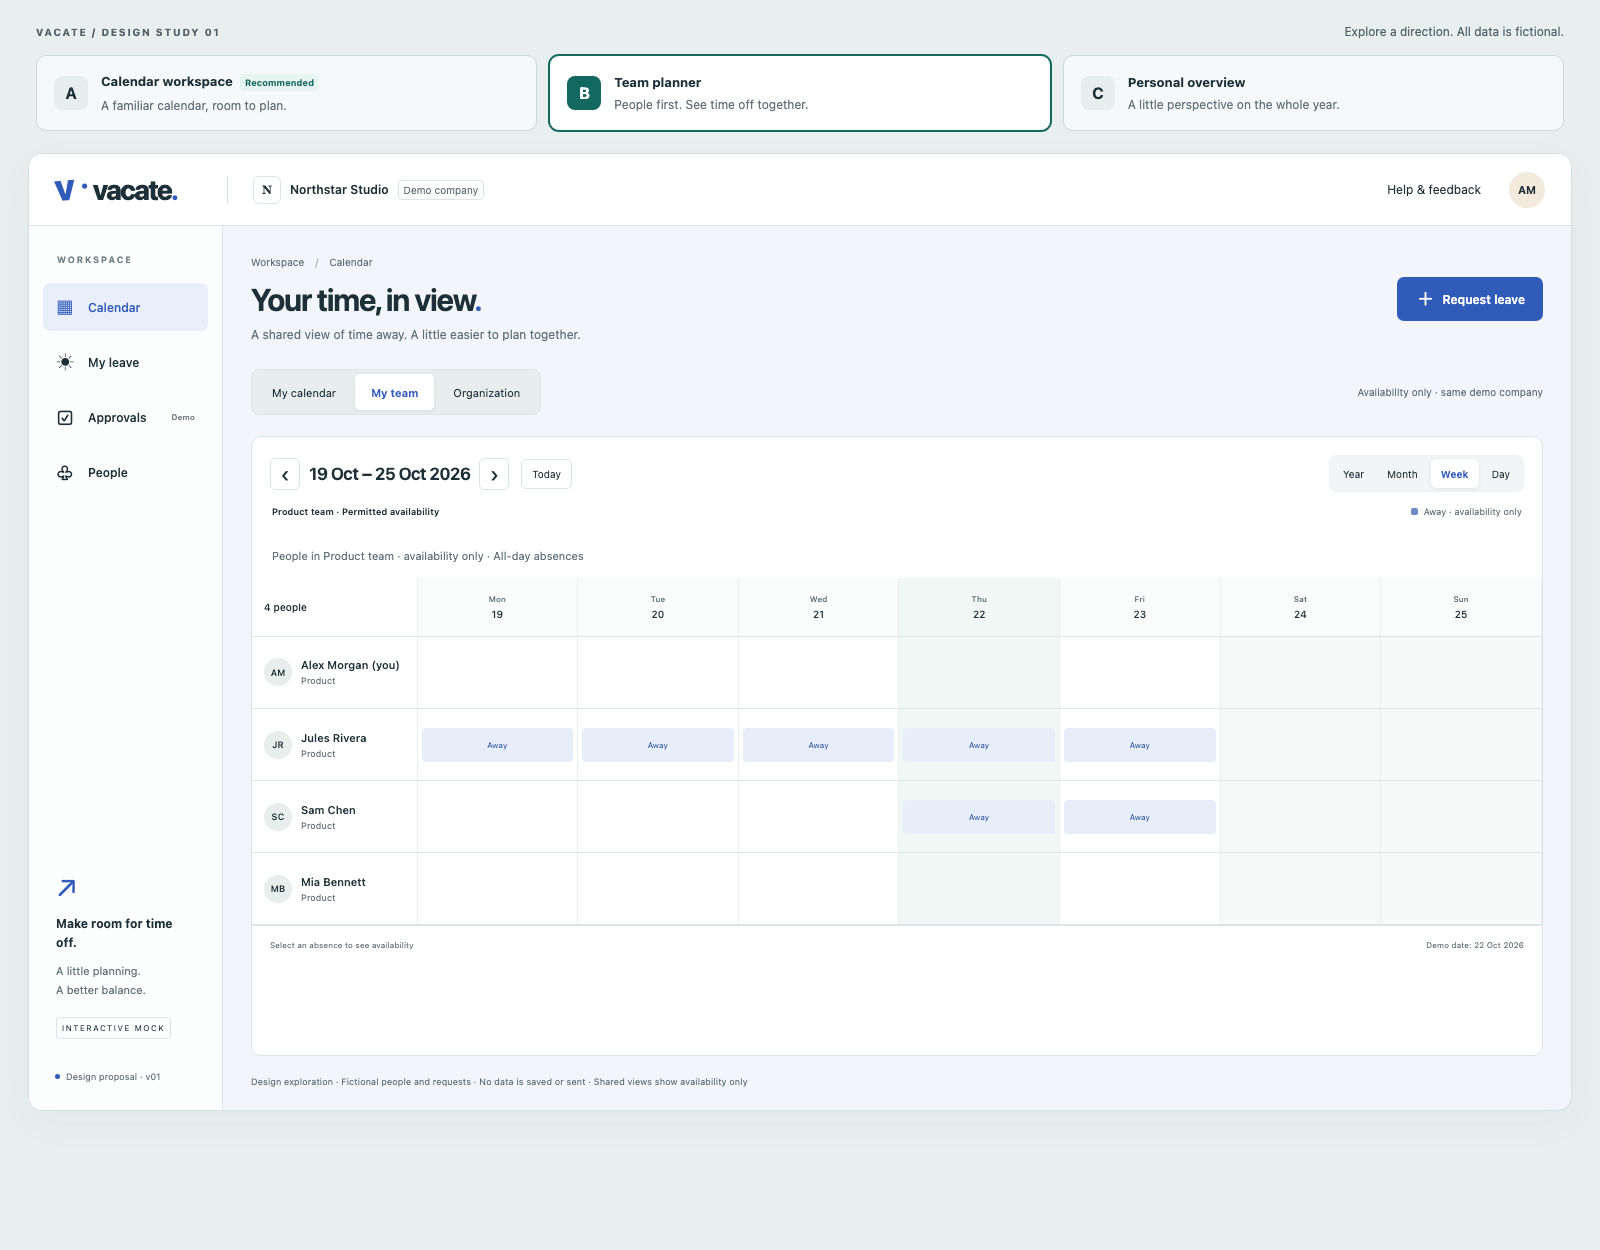 VACATE / DESIGN STUDY 01
Explore a direction. All data is fictional.
A
Calendar workspace Recommended
A familiar calendar, room to plan.
B
Team planner
People first. See time off together.
C
Personal overview
A little perspective on the whole year.
V vacate.
N Northstar Studio Demo company
Help & feedback AM
WORKSPACE
Calendar
My leave
Approvals Demo
People
Make room for time
off.
A little planning.
A better balance.
INTERACTIVE MOCK
Design proposal · v01
Workspace / Calendar
Your time, in view.
A shared view of time away. A little easier to plan together.
+ Request leave
My calendar My team Organization
Availability only · same demo company
‹ 19 Oct – 25 Oct 2026 › Today
Year Month Week Day
Product team · Permitted availability
Away · availability only
People in Product team · availability only · All-day absences
4 people
Mon Tue Wed Thu Fri Sat Sun
19 20 21 22 23 24 25
AM Alex Morgan (you)
Product
JR Jules Rivera
Product
Away Away Away Away Away
SC Sam Chen
Product
Away Away
MB Mia Bennett
Product
Select an absence to see availability
Demo date: 22 Oct 2026
Design exploration · Fictional people and requests · No data is saved or sent · Shared views show availability only